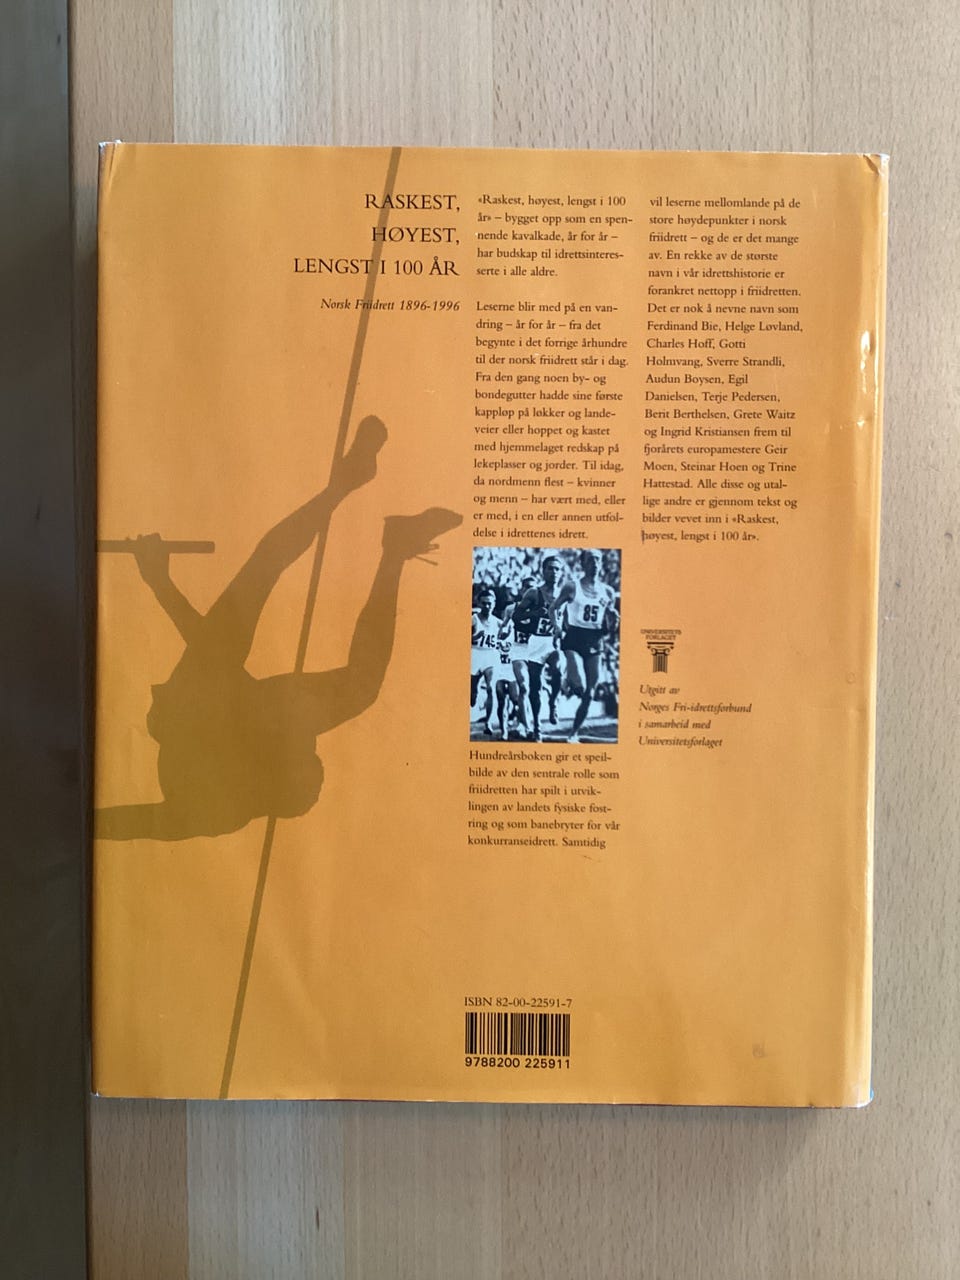 RASKEST,
HØYEST,
LENGST I 100 ÅR
Norsk Friidrett 1896-1996
«Raskest, høyest, lengst i 100
år» – bygget opp som en spen-
nende kavalkade, år for år –
har budskap til idrettsinteres-
serte i alle aldre.
Leserne blir med på en van-
dring – år for år – fra det
begynte i det forrige århundre
til der norsk friidrett står i dag.
Fra den gang noen by- og
bondegutter hadde sine første
kappløp på løkker og lande-
veier eller hoppet og kastet
med hjemmelaget redskap på
lekeplasser og jorder. Til idag,
da nordmenn flest – kvinner
og menn – har vært med, eller
er med, i en eller annen utfol-
delse i idrettenes idrett.
145
32
85
Hundreårsboken gir et speil-
bilde av den sentrale rolle som
friidretten har spilt i utvik-
lingen av landets fysiske fost-
ring og som banebryter for vår
konkurranseidrett. Samtidig
vil leserne mellomlande på de
store høydepunkter i norsk
friidrett – og de er det mange
av. En rekke av de største
navn i vår idrettshistorie er
forankret nettopp i friidretten.
Det er nok å nevne navn som
Ferdinand Bie, Helge Løvland,
Charles Hoff, Gotti
Holmvang, Sverre Strandli,
Audun Boysen, Egil
Danielsen, Terje Pedersen,
Berit Berthelsen, Grete Waitz
og Ingrid Kristiansen frem til
fjorårets europamestere Geir
Moen, Steinar Hoen og Trine
Hattestad. Alle disse og utal-
lige andre er gjennom tekst og
bilder vevet inn i «Raskest,
høyest, lengst i 100 år».
UNIVERSITETS
FORLAGET
Utgitt av
Norges Fri-idrettsforbund
i samarbeid med
Universitetsforlaget
ISBN 82-00-22591-7
9788200 225911